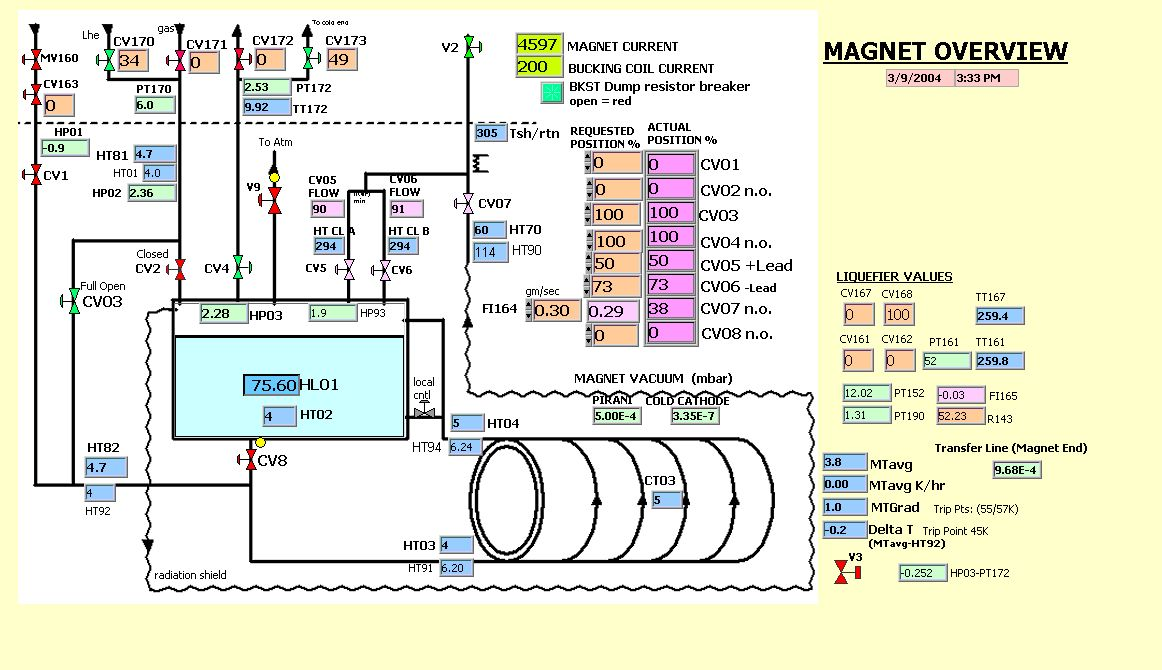 To cold end
Lhe
gas
MV160
CV170
34
CV171
0
CV172
0
CV173
49
V2
4597 MAGNET CURRENT
200 BUCKING COIL CURRENT
BKST Dump resistor breaker
open = red
MAGNET OVERVIEW
3/9/2004 3:33 PM
CV163
0
PT170
6.0
2.53 PT172
9.92 TT172
HP01
-0.9
CV1
HT81 4.7
HT01 4.0
HP02 2.36
To Atm
V9
305 Tsh/rtn
REQUESTED
POSITION %
ACTUAL
POSITION %
0 0 CV01
0 0 CV02 n.o.
100 100 CV03
100 100 CV04 n.o.
50 50 CV05 +Lead
73 73 CV06 -Lead
gm/sec
FI164 0.30 0.29 38 CV07 n.o.
0 0 CV08 n.o.
CV05
FLOW
90
CV06
FLOW
91
min
HT CL A
294
HT CL B
294
CV07
60 HT70
114 HT90
Closed
CV2
CV4
CV5
CV6
Full Open
CV03
2.28 HP03
1.9 HP93
75.60 HL01
4 HT02
local
cntl
LIQUEFIER VALUES
CV167
0
CV168
100
TT167
259.4
CV161
0
CV162
0
PT161
52
TT161
259.8
12.02 PT152
-0.03 FI165
1.31 PT190
52.23 R143
MAGNET VACUUM (mbar)
PIRANI
5.00E-4
COLD CATHODE
3.35E-7
5 HT04
HT94 6.24
HT82
4.7
4
HT92
CV8
CT03
5
HT03 4
HT91 6.20
radiation shield
Transfer Line (Magnet End)
9.68E-4
3.8 MTavg
0.00 MTavg K/hr
1.0 MTGrad Trip Pts: (55/57K)
-0.2 Delta T Trip Point 45K
(MTavg-HT92)
V3
-0.252 HP03-PT172